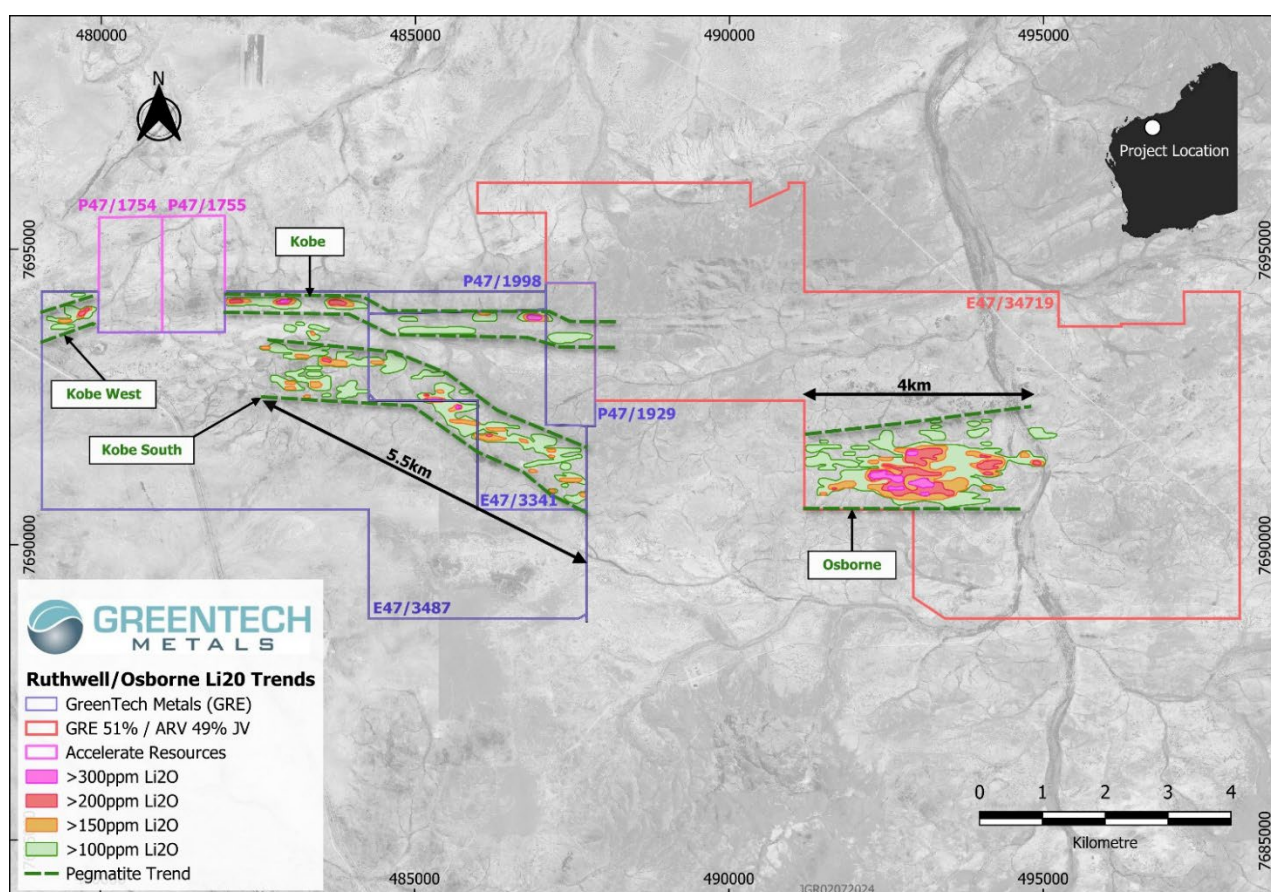 480000
485000
490000
495000
N
Project Location
P47/1754
P47/1755
7695000
7695000
Kobe
P47/1998
E47/34719
Kobe West
4km
P47/1929
Kobe South
5.5km
E47/3341
Osborne
7690000
7690000
E47/3487
GREENTECH
METALS
Ruthwell/Osborne Li20 Trends
GreenTech Metals (GRE)
GRE 51% / ARV 49% JV
Accelerate Resources
>300ppm Li2O
>200ppm Li2O
>150ppm Li2O
>100ppm Li2O
Pegmatite Trend
0 1 2 3 4
Kilometre
7685000
485000
490000
495000